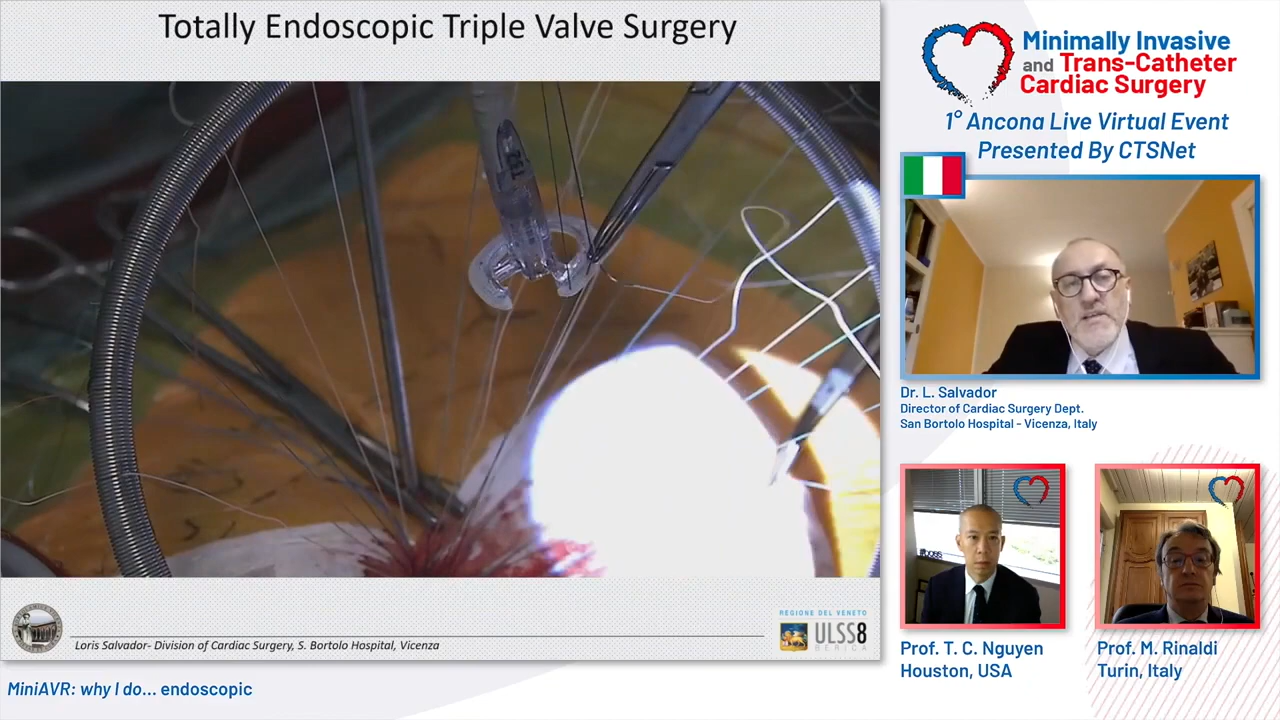 Totally Endoscopic Triple Valve Surgery
T32
Loris Salvador- Division of Cardiac Surgery, S. Bortolo Hospital, Vicenza
REGIONE DEL VENETO
ULSS8
BERICA
MiniAVR: why I do... endoscopic
Minimally Invasive
and Trans-Catheter
Cardiac Surgery
1° Ancona Live Virtual Event
Presented By CTSNet
Dr. L. Salvador
Director of Cardiac Surgery Dept.
San Bortolo Hospital - Vicenza, Italy
Prof. T. C. Nguyen
Houston, USA
Prof. M. Rinaldi
Turin, Italy